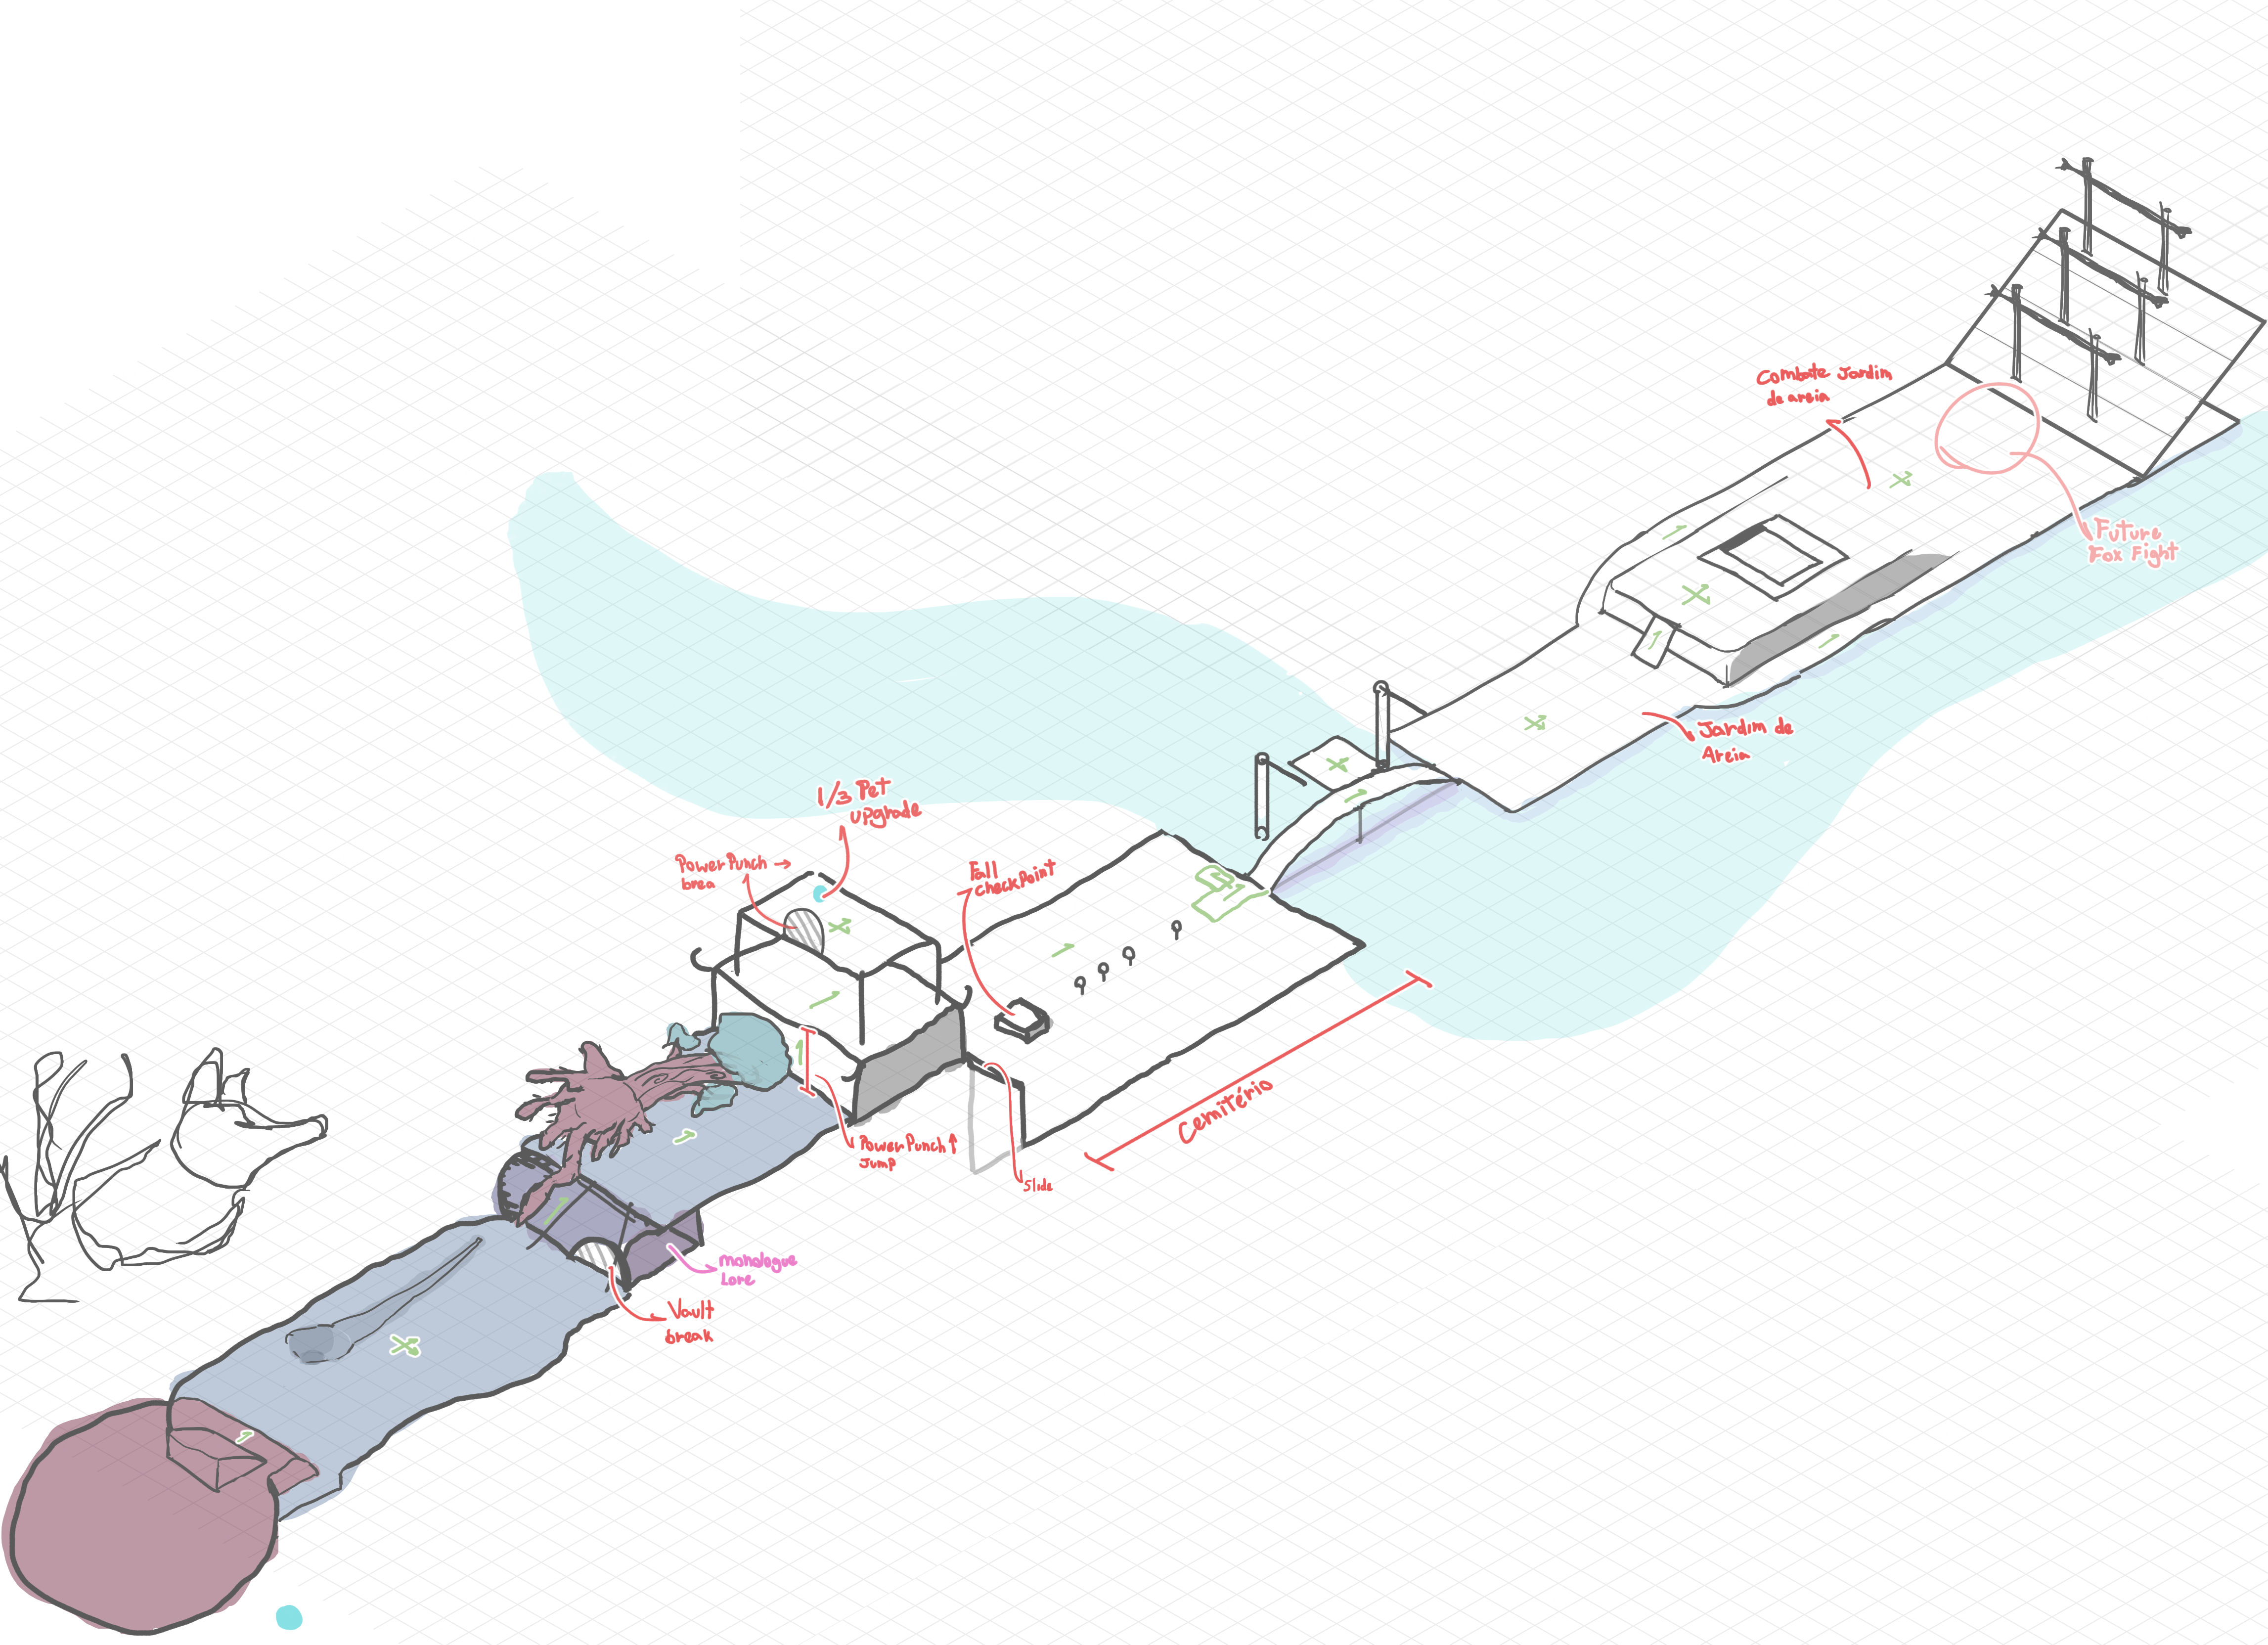 Combate Jardim
de areia
Future
Fox Fight
Jardim de
Areia
1/3 Pet
upgrade
Power Punch →
brea
Fall
CheckPoint
Cemitério
Power Punch ↑
Jump
Slide
monologue
Lore
Vault
break